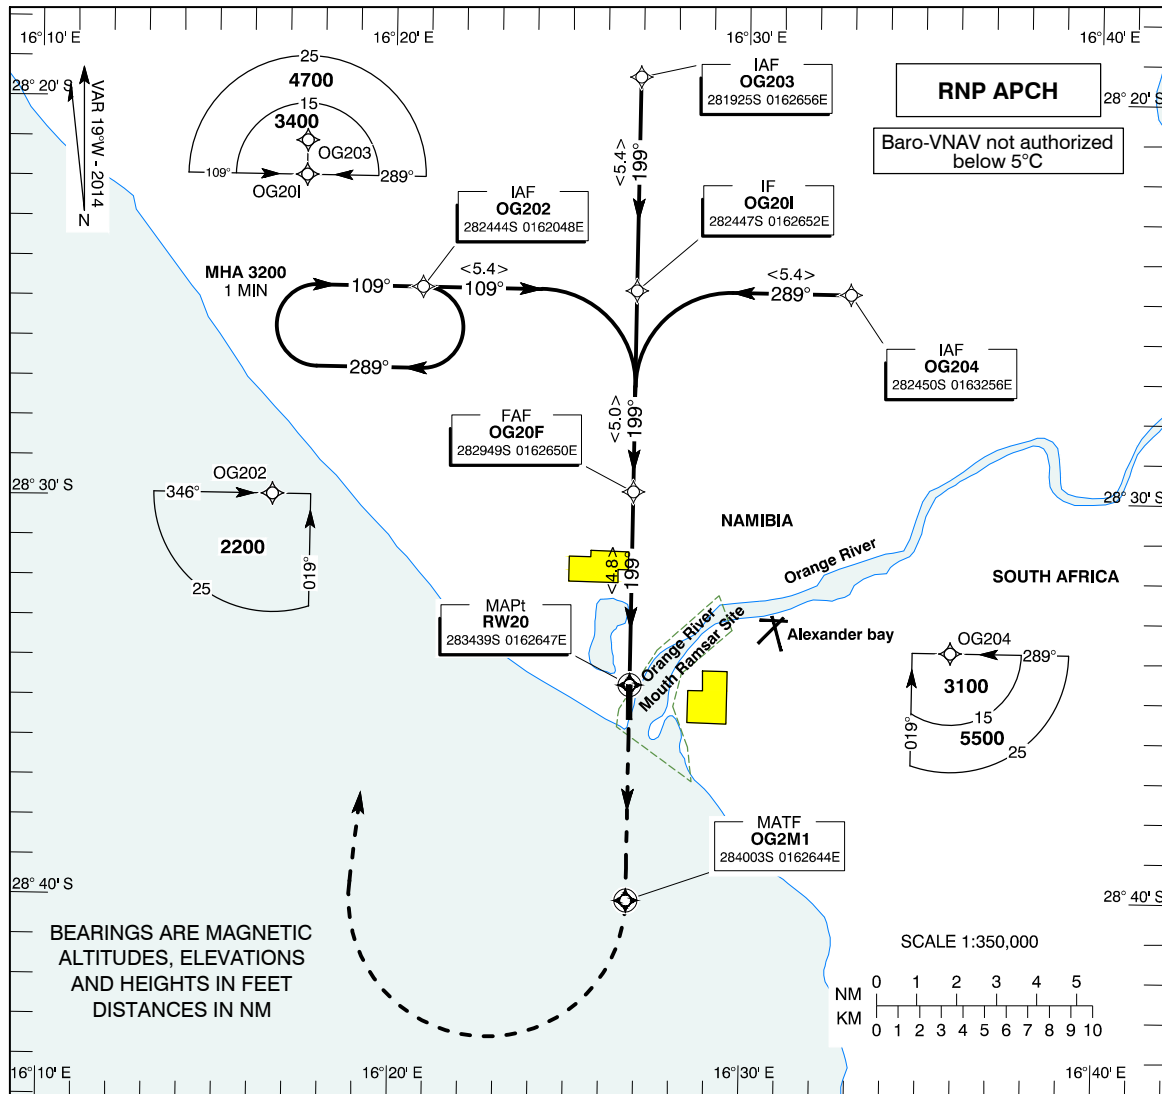 16°10' E
16°20' E
16°30' E
16°40' E
28° 20' S
28° 20' S
VAR 19°W - 2014
N
25
4700
15
3400
OG203
109°
289°
OG20I
IAF
OG203
281925S 0162656E
RNP APCH
Baro-VNAV not authorized
below 5°C
<5.4>
199°
IAF
OG202
282444S 0162048E
IF
OG20I
282447S 0162652E
MHA 3200
1 MIN
109°
<5.4>
109°
<5.4>
289°
289°
IAF
OG204
282450S 0163256E
FAF
OG20F
282949S 0162650E
<5.0>
199°
OG202
346°
2200
019°
25
28° 30' S
28° 30' S
NAMIBIA
Orange River
SOUTH AFRICA
<4.8>
199°
MAPt
RW20
283439S 0162647E
Orange River
Mouth Ramsar Site
Alexander bay
OG204
289°
3100
15
5500
25
019°
MATF
OG2M1
284003S 0162644E
28° 40' S
28° 40' S
BEARINGS ARE MAGNETIC
ALTITUDES, ELEVATIONS
AND HEIGHTS IN FEET
DISTANCES IN NM
SCALE 1:350,000
NM 0 1 2 3 4 5
KM 0 1 2 3 4 5 6 7 8 9 10
16°10' E
16°20' E
16°30' E
16°40' E